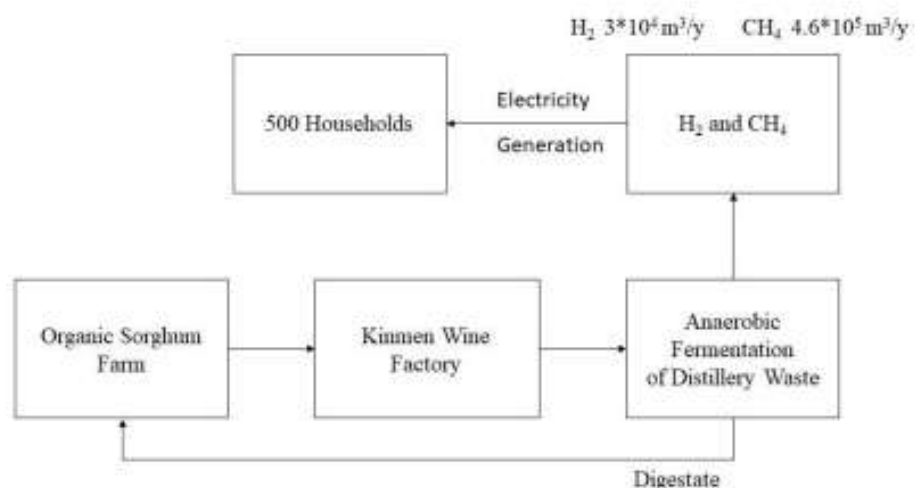 H₂ 3*10⁴ m³/y CH₄ 4.6*10⁵ m³/y
500 Households
Electricity
Generation
H₂ and CH₄
Organic Sorghum
Farm
Kinmen Wine
Factory
Anaerobic
Fermentation
of Distillery Waste
Digestate